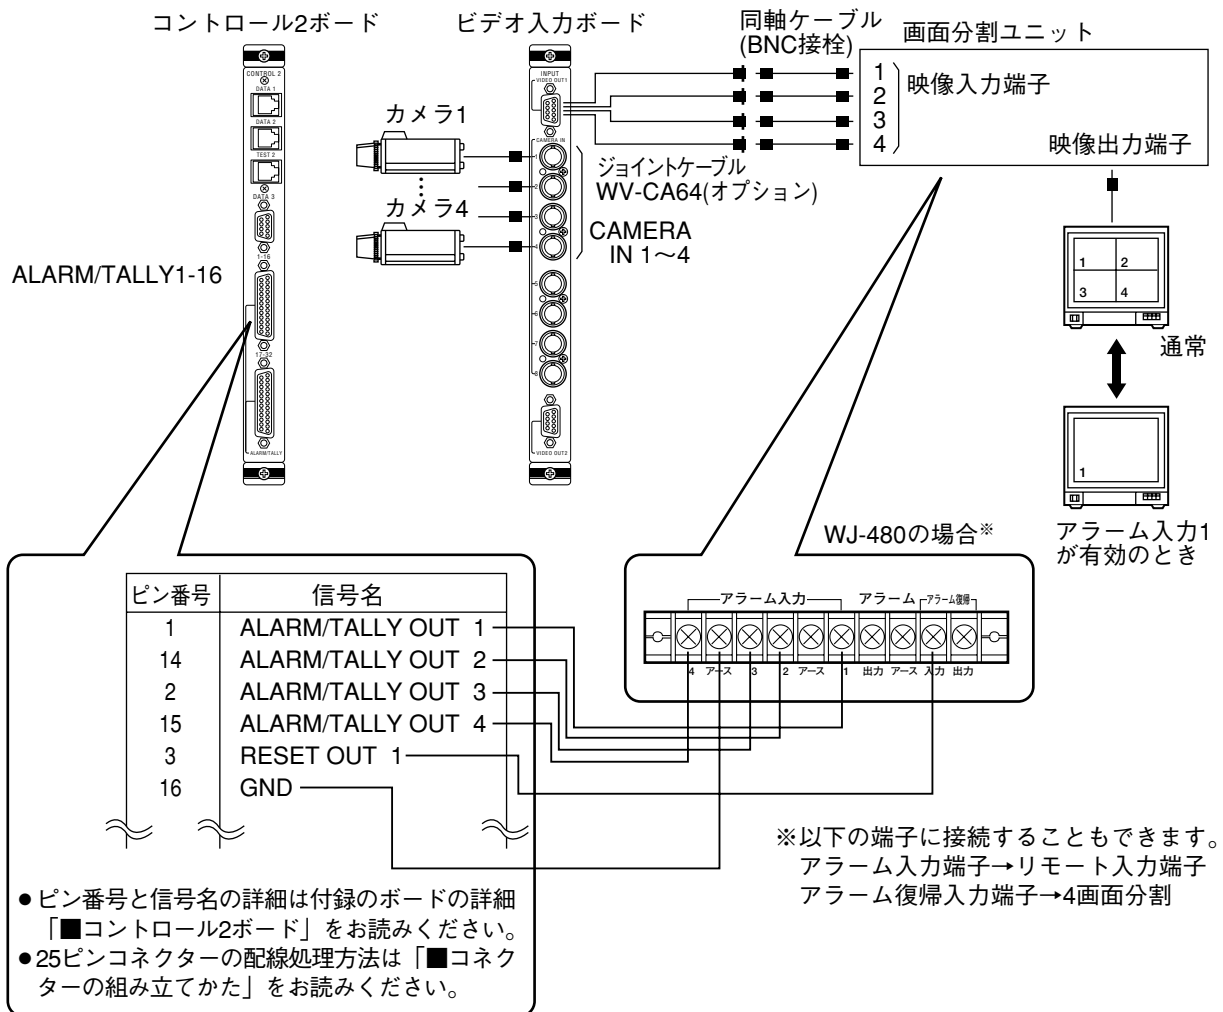 コントロール2ボード
ビデオ入力ボード
同軸ケーブル
(BNC接栓)
画面分割ユニット
CONTROL 2
DATA 1
DATA 2
TEST 2
DATA 3
1-16
17-32
ALARM/TALLY
ALARM/TALLY1-16
カメラ1
カメラ4
INPUT
VIDEO OUT1
CAMERA IN
1
2
3
4
5
6
7
8
VIDEO OUT2
ジョイントケーブル
WV-CA64(オプション)
CAMERA
IN 1〜4
1
2
3
4
映像入力端子
映像出力端子
1 2
3 4
通常
1
アラーム入力1
が有効のとき
WJ-480の場合※
アラーム入力 アラーム アラーム復帰
4 アース 3 2 アース 1 出力 アース 入力 出力
ピン番号 信号名
1 ALARM/TALLY OUT 1
14 ALARM/TALLY OUT 2
2 ALARM/TALLY OUT 3
15 ALARM/TALLY OUT 4
3 RESET OUT 1
16 GND
●ピン番号と信号名の詳細は付録のボードの詳細
「■コントロール2ボード」をお読みください。
●25ピンコネクターの配線処理方法は「■コネク
ターの組み立てかた」をお読みください。
※以下の端子に接続することもできます。
アラーム入力端子→リモート入力端子
アラーム復帰入力端子→4画面分割